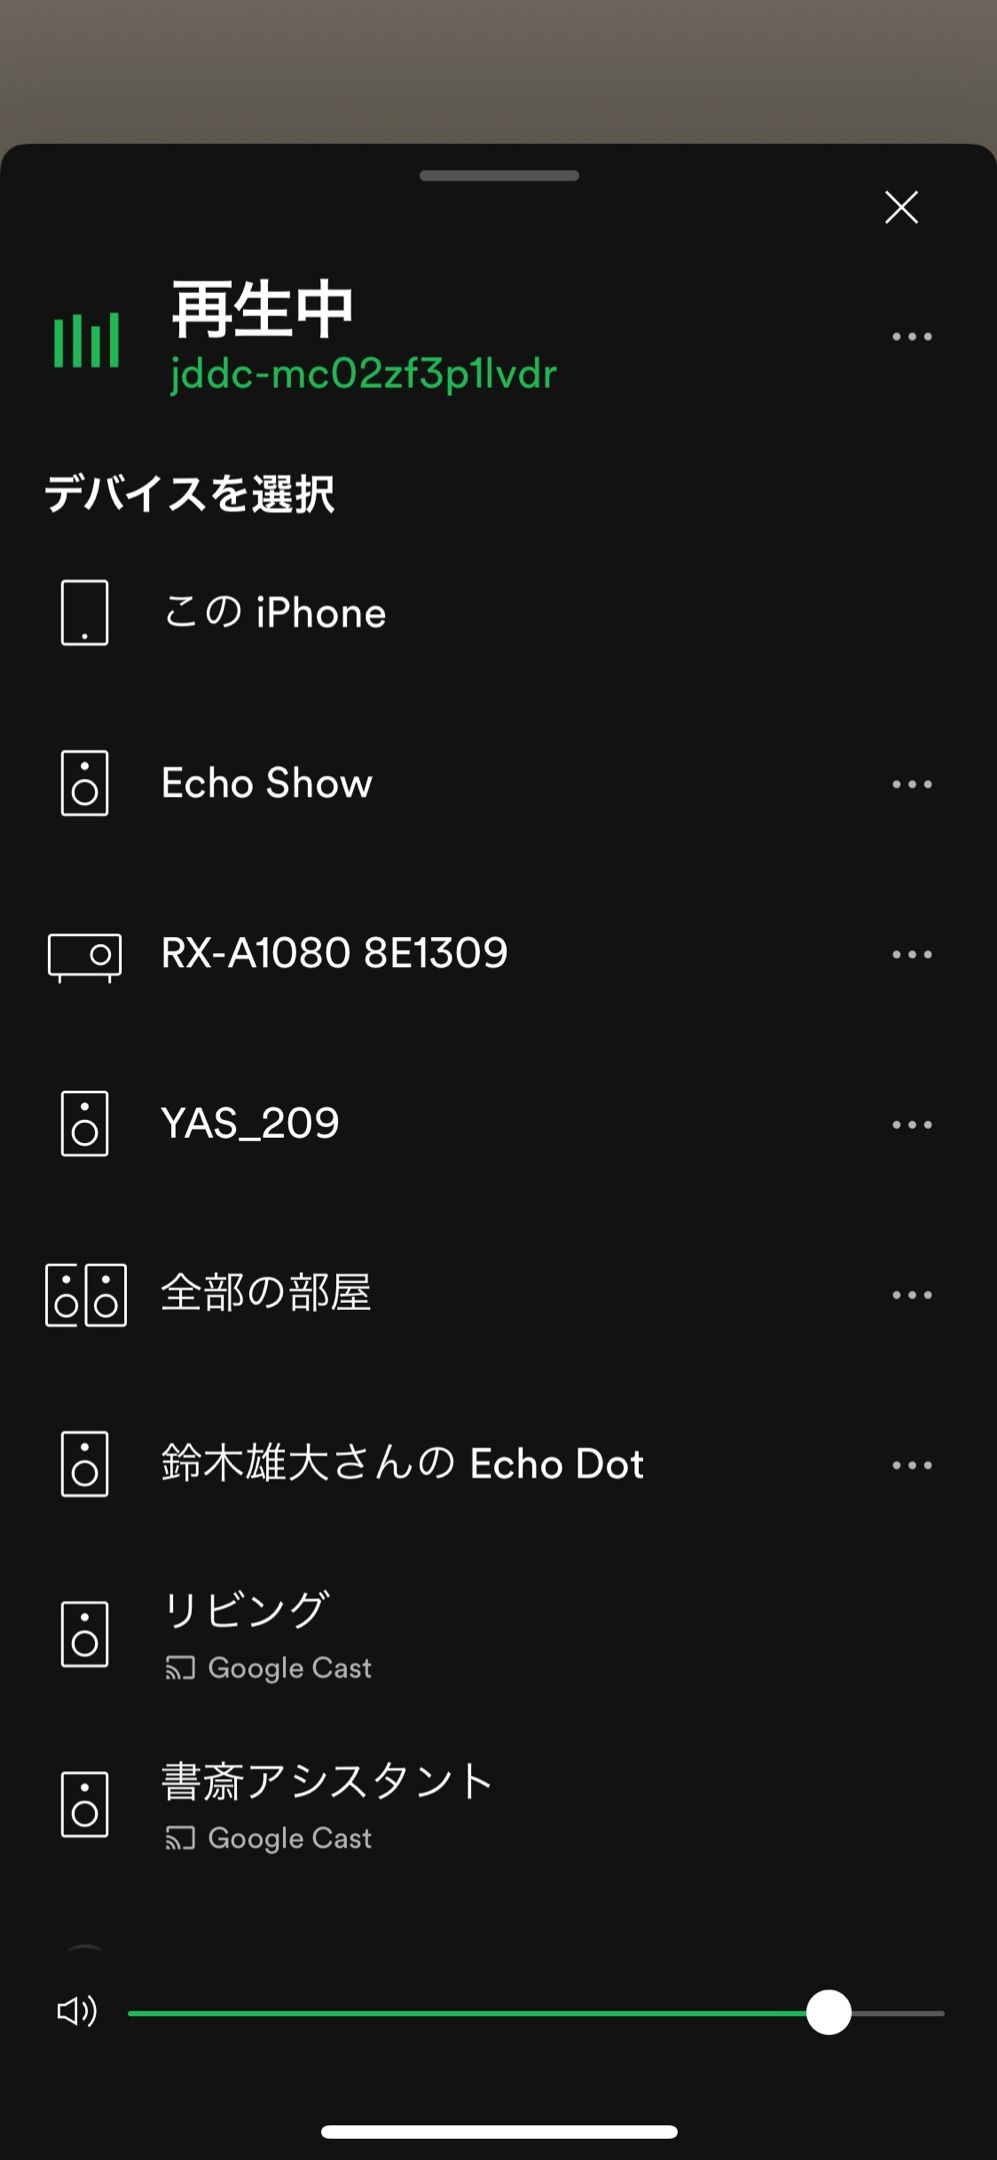 再生中
jddc-mc02zf3p1lvdr
デバイスを選択
この iPhone
Echo Show
RX-A1080 8E1309
YAS_209
全部の部屋
鈴木雄大さんの Echo Dot
リビング
Google Cast
書斎アシスタント
Google Cast